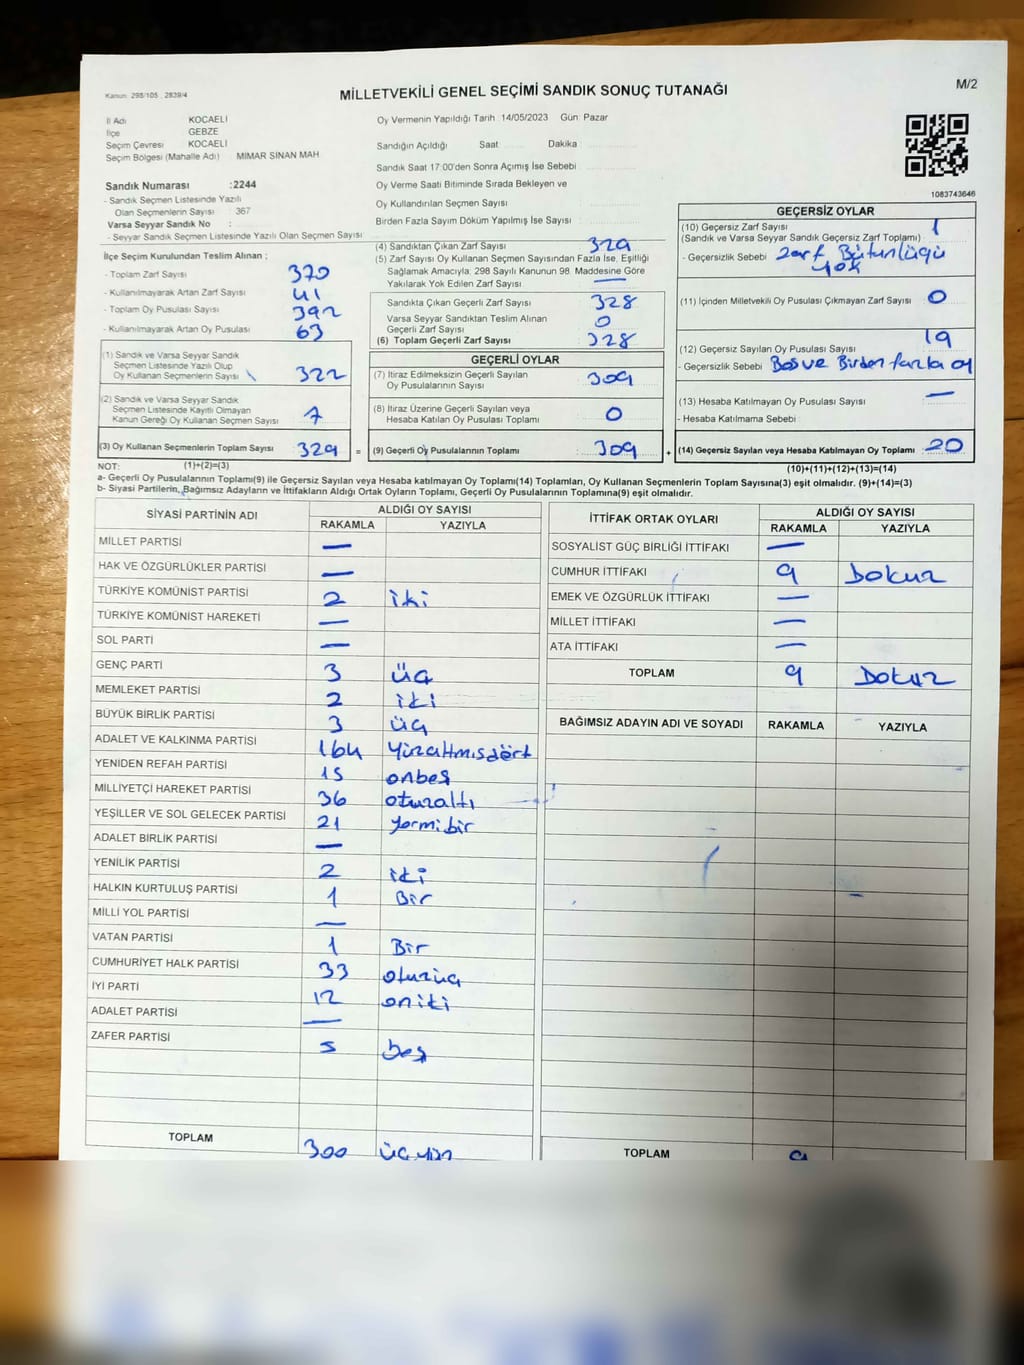 Kanun: 298/105 , 2839/4
MİLLETVEKİLİ GENEL SEÇİMİ SANDIK SONUÇ TUTANAĞI
M/2
İl Adı KOCAELİ
İlçe GEBZE
Seçim Çevresi KOCAELİ
Seçim Bölgesi (Mahalle Adı) MİMAR SİNAN MAH
Sandık Numarası :2244
- Sandık Seçmen Listesinde Yazılı
Olan Seçmenlerin Sayısı : 367
Varsa Seyyar Sandık No :
- Seyyar Sandık Seçmen Listesinde Yazılı Olan Seçmen Sayısı
İlçe Seçim Kurulundan Teslim Alınan ;
- Toplam Zarf Sayısı 370
- Kullanılmayarak Artan Zarf Sayısı 41
- Toplam Oy Pusulası Sayısı 392
- Kullanılmayarak Artan Oy Pusulası 63
(1) Sandık ve Varsa Seyyar Sandık
Seçmen Listesinde Yazılı Olup
Oy Kullanan Seçmenlerin Sayısı 322
(2) Sandık ve Varsa Seyyar Sandık
Seçmen Listesinde Kayıtlı Olmayan
Kanun Gereği Oy Kullanan Seçmen Sayısı 7
(3) Oy Kullanan Seçmenlerin Toplam Sayısı 329 =
Oy Vermenin Yapıldığı Tarih :14/05/2023 Gün: Pazar
Sandığın Açıldığı Saat Dakika
Sandık Saat 17:00'den Sonra Açımış İse Sebebi
Oy Verme Saati Bitiminde Sırada Bekleyen ve
Oy Kullandırılan Seçmen Sayısı
Birden Fazla Sayım Döküm Yapılmış İse Sayısı
(4) Sandıktan Çıkan Zarf Sayısı 329
(5) Zarf Sayısı Oy Kullanan Seçmen Sayısından Fazla İse, Eşitliği
Sağlamak Amacıyla; 298 Sayılı Kanunun 98. Maddesine Göre
Yakılarak Yok Edilen Zarf Sayısı —
Sandıkta Çıkan Geçerli Zarf Sayısı 328
Varsa Seyyar Sandıktan Teslim Alınan
Geçerli Zarf Sayısı 0
(6) Toplam Geçerli Zarf Sayısı 328
GEÇERLİ OYLAR
(7) İtiraz Edilmeksizin Geçerli Sayılan
Oy Pusulalarının Sayısı 309
(8) İtiraz Üzerine Geçerli Sayılan veya
Hesaba Katılan Oy Pusulası Toplamı 0
(9) Geçerli Oy Pusulalarının Toplamı 309 +
1083743646
GEÇERSİZ OYLAR
(10) Geçersiz Zarf Sayısı 1
(Sandık ve Varsa Seyyar Sandık Geçersiz Zarf Toplamı)
- Geçersizlik Sebebi Zarf Bütünlüğü
yok
(11) İçinden Milletvekili Oy Pusulası Çıkmayan Zarf Sayısı 0
(12) Geçersiz Sayılan Oy Pusulası Sayısı 19
- Geçersizlik Sebebi Bos ve Birden fazla oy
(13) Hesaba Katılmayan Oy Pusulası Sayısı —
- Hesaba Katılmama Sebebi
(14) Geçersiz Sayılan veya Hesaba Katılmayan Oy Toplamı 20
NOT: (1)+(2)=(3) (10)+(11)+(12)+(13)=(14)
a- Geçerli Oy Pusulalarının Toplamı(9) ile Geçersiz Sayılan veya Hesaba katılmayan Oy Toplamı(14) Toplamları, Oy Kullanan Seçmenlerin Toplam Sayısına(3) eşit olmalıdır. (9)+(14)=(3)
b- Siyasi Partilerin, Bağımsız Adayların ve İttifakların Aldığı Ortak Oyların Toplamı, Geçerli Oy Pusulalarının Toplamına(9) eşit olmalıdır.
SİYASİ PARTİNİN ADI ALDIĞI OY SAYISI
RAKAMLA YAZIYLA
MİLLET PARTİSİ —
HAK VE ÖZGÜRLÜKLER PARTİSİ —
TÜRKİYE KOMÜNİST PARTİSİ 2 iki
TÜRKİYE KOMÜNİST HAREKETİ —
SOL PARTİ —
GENÇ PARTİ 3 üç
MEMLEKET PARTİSİ 2 iki
BÜYÜK BİRLİK PARTİSİ 3 üç
ADALET VE KALKINMA PARTİSİ 164 yüzaltmışdört
YENİDEN REFAH PARTİSİ 15 onbeş
MİLLİYETÇİ HAREKET PARTİSİ 36 otuzaltı
YEŞİLLER VE SOL GELECEK PARTİSİ 21 yirmibir
ADALET BİRLİK PARTİSİ —
YENİLİK PARTİSİ 2 iki
HALKIN KURTULUŞ PARTİSİ 1 Bir
MİLLİ YOL PARTİSİ —
VATAN PARTİSİ 1 Bir
CUMHURİYET HALK PARTİSİ 33 otuzüç
İYİ PARTİ 12 oniki
ADALET PARTİSİ —
ZAFER PARTİSİ 5 beş
TOPLAM 300 üçyüz
İTTİFAK ORTAK OYLARI ALDIĞI OY SAYISI
RAKAMLA YAZIYLA
SOSYALİST GÜÇ BİRLİĞİ İTTİFAKI —
CUMHUR İTTİFAKI 9 Dokuz
EMEK VE ÖZGÜRLÜK İTTİFAKI —
MİLLET İTTİFAKI —
ATA İTTİFAKI —
TOPLAM 9 Dokuz
BAĞIMSIZ ADAYIN ADI VE SOYADI RAKAMLA YAZIYLA
TOPLAM 9